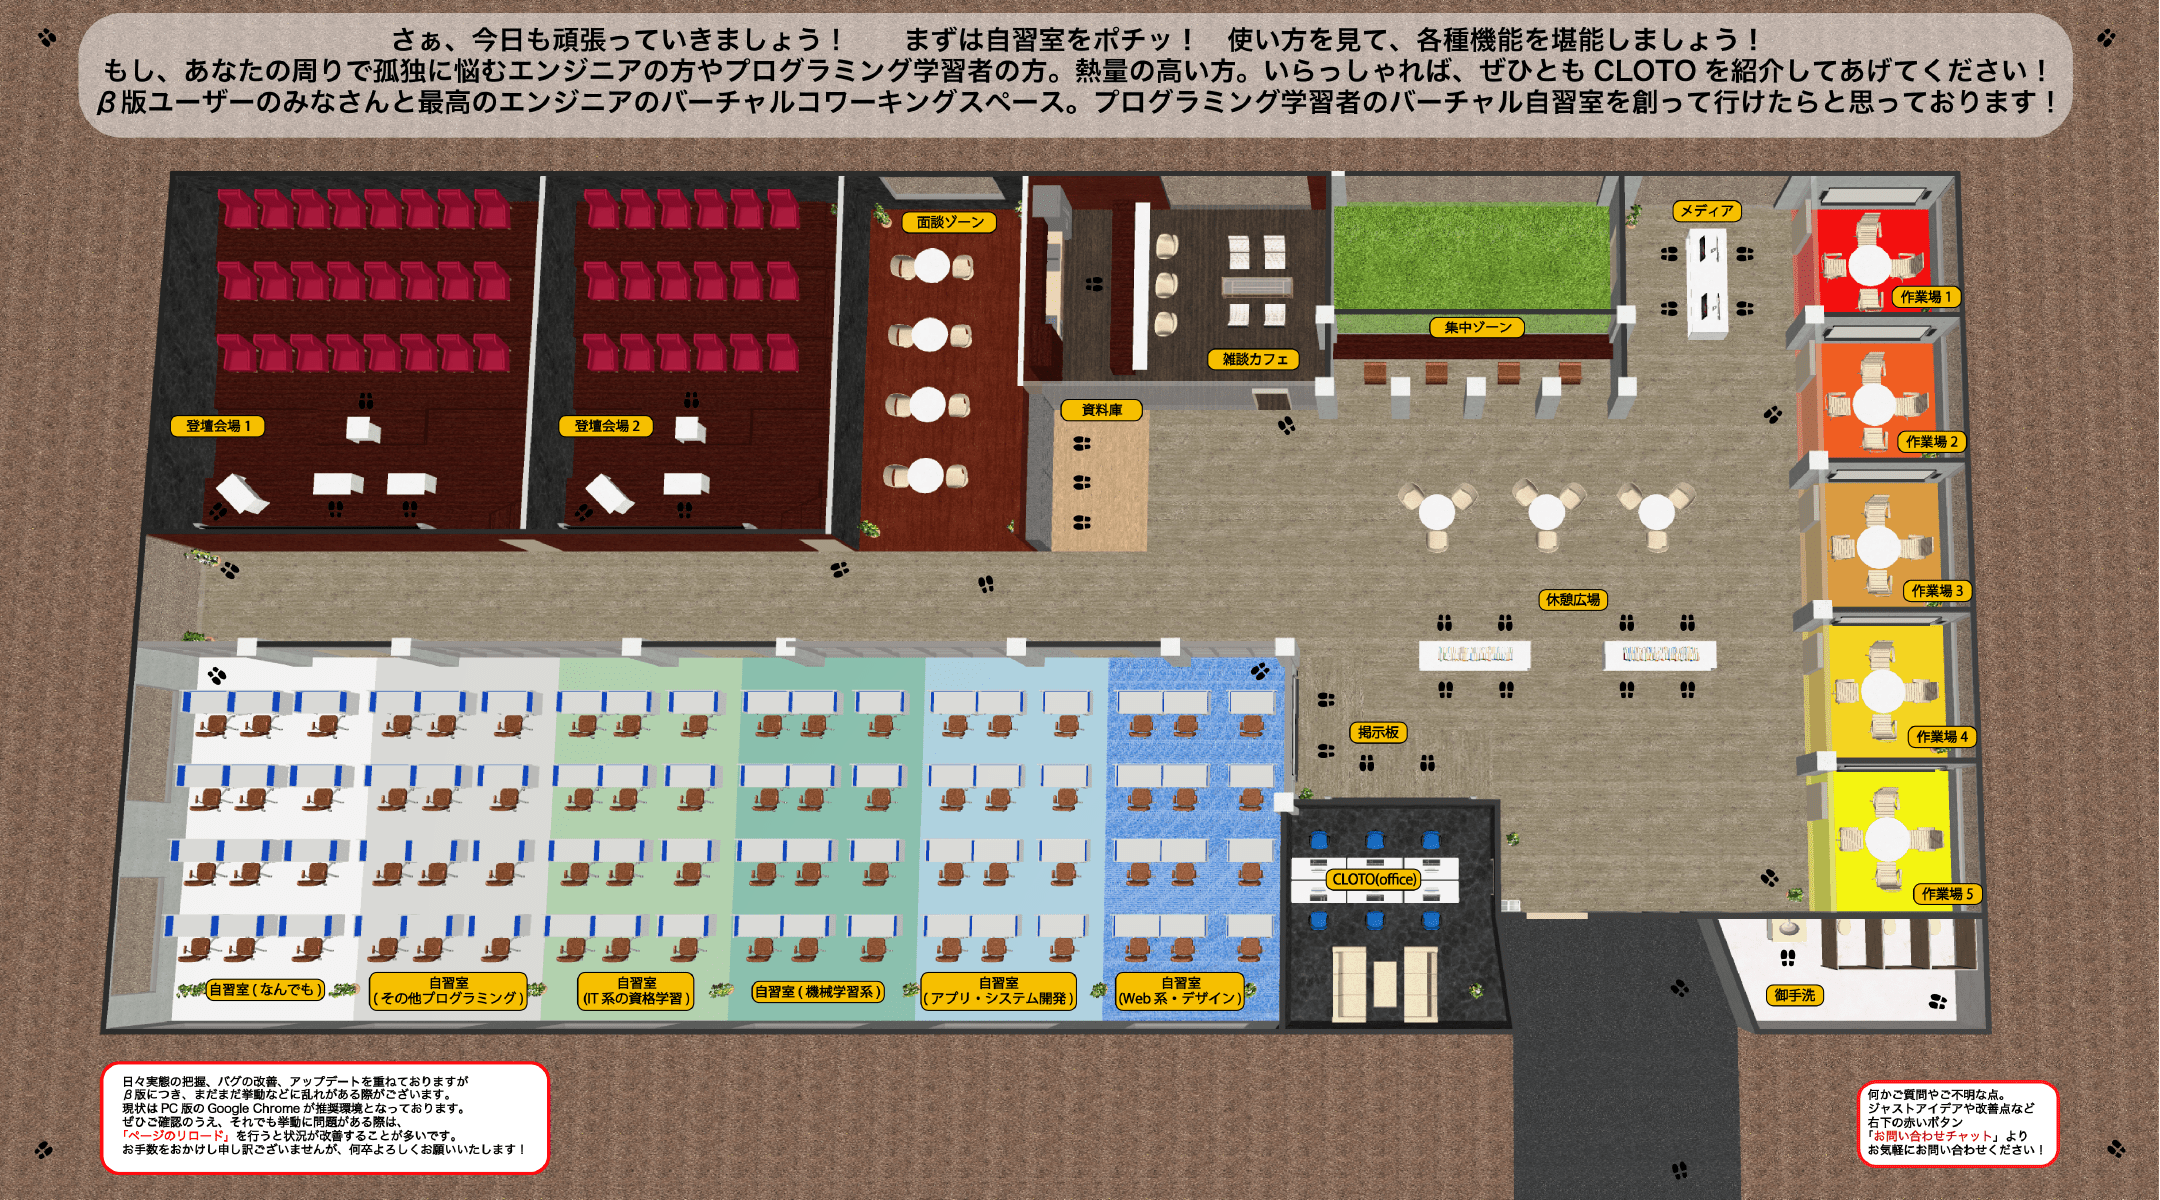 さぁ、今日も頑張っていきましょう！　　まずは自習室をポチッ！　使い方を見て、各種機能を堪能しましょう！
もし、あなたの周りで孤独に悩むエンジニアの方やプログラミング学習者の方。熱量の高い方。いらっしゃれば、ぜひとも CLOTO を紹介してあげてください！
β版ユーザーのみなさんと最高のエンジニアのバーチャルコワーキングスペース。プログラミング学習者のバーチャル自習室を創って行けたらと思っております！
面談ゾーン
メディア
作業場 1
集中ゾーン
雑談カフェ
資料庫
登壇会場 1
登壇会場 2
作業場 2
作業場 3
休憩広場
掲示板
作業場 4
CLOTO(office)
作業場 5
自習室 ( なんでも )
自習室
( その他プログラミング )
自習室
(IT 系の資格学習 )
自習室 ( 機械学習系 )
自習室
( アプリ・システム開発 )
自習室
(Web 系・デザイン )
御手洗
日々実態の把握、バグの改善、アップデートを重ねておりますが
β版につき、まだまだ挙動などに乱れがある際がございます。
現状は PC 版の Google Chrome が推奨環境となっております。
ぜひご確認のうえ、それでも挙動に問題がある際は、
「ページのリロード」を行うと状況が改善することが多いです。
お手数をおかけし申し訳ございませんが、何卒よろしくお願いいたします！
何かご質問やご不明な点。
ジャストアイデアや改善点など
右下の赤いボタン
「お問い合わせチャット」より
お気軽にお問い合わせください！